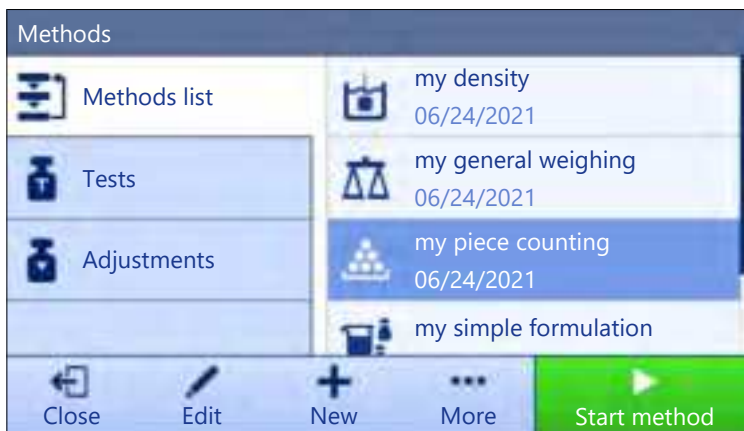 Methods
Methods list
Tests
Adjustments
my density
06/24/2021
my general weighing
06/24/2021
my piece counting
06/24/2021
my simple formulation
Close
Edit
New
More
Start method